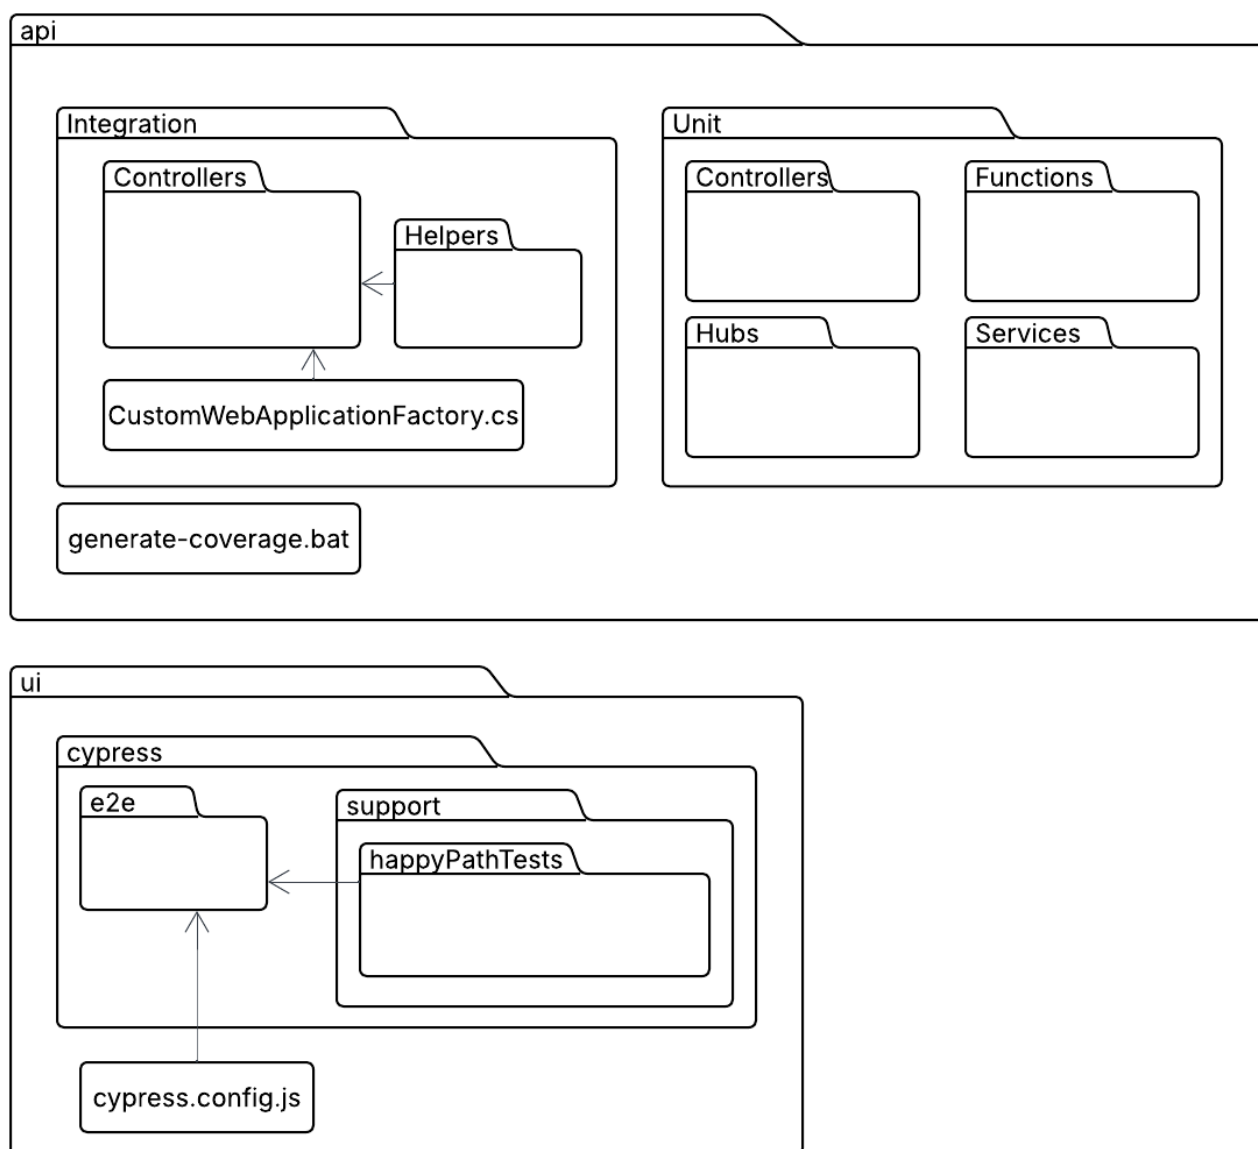 api
Integration
Unit
Controllers
Helpers
CustomWebApplicationFactory.cs
Controllers
Functions
Hubs
Services
generate-coverage.bat
ui
cypress
e2e
support
happyPathTests
cypress.config.js